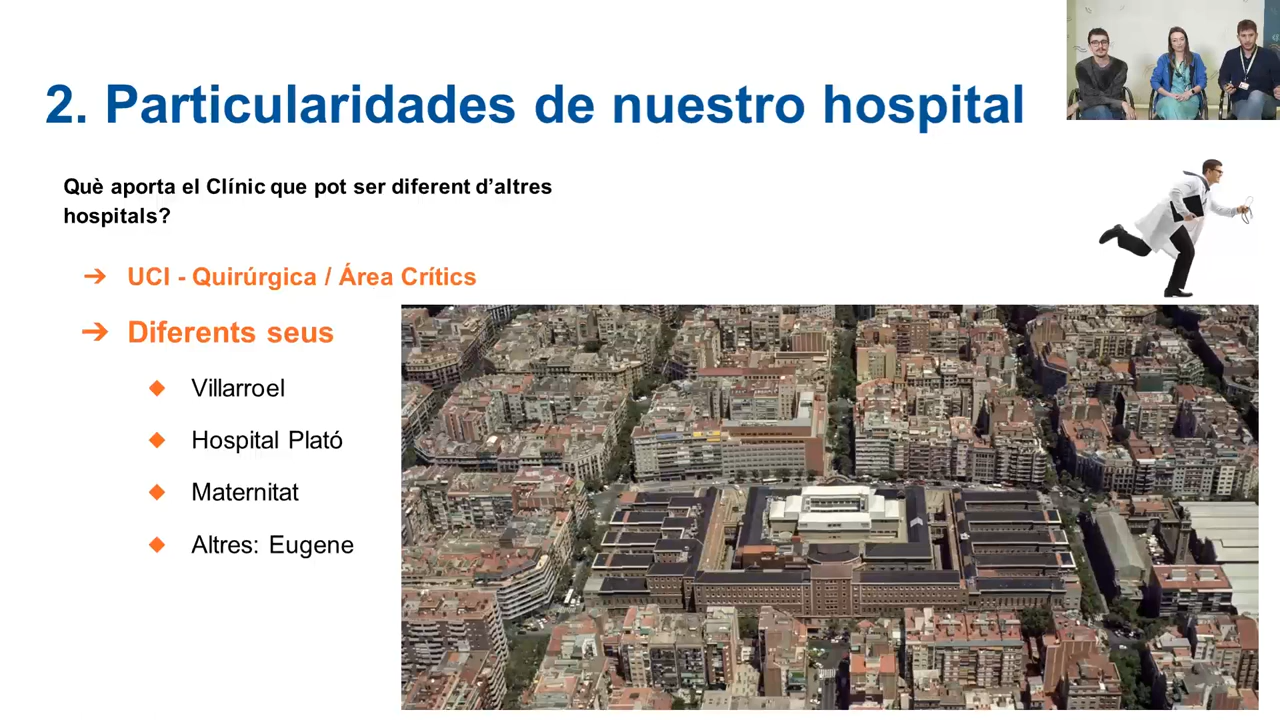 2. Particularidades de nuestro hospital
Què aporta el Clínic que pot ser diferent d’altres
hospitals?
➔ UCI - Quirúrgica / Área Crítics
➔ Diferents seus
◆ Villarroel
◆ Hospital Plató
◆ Maternitat
◆ Altres: Eugene